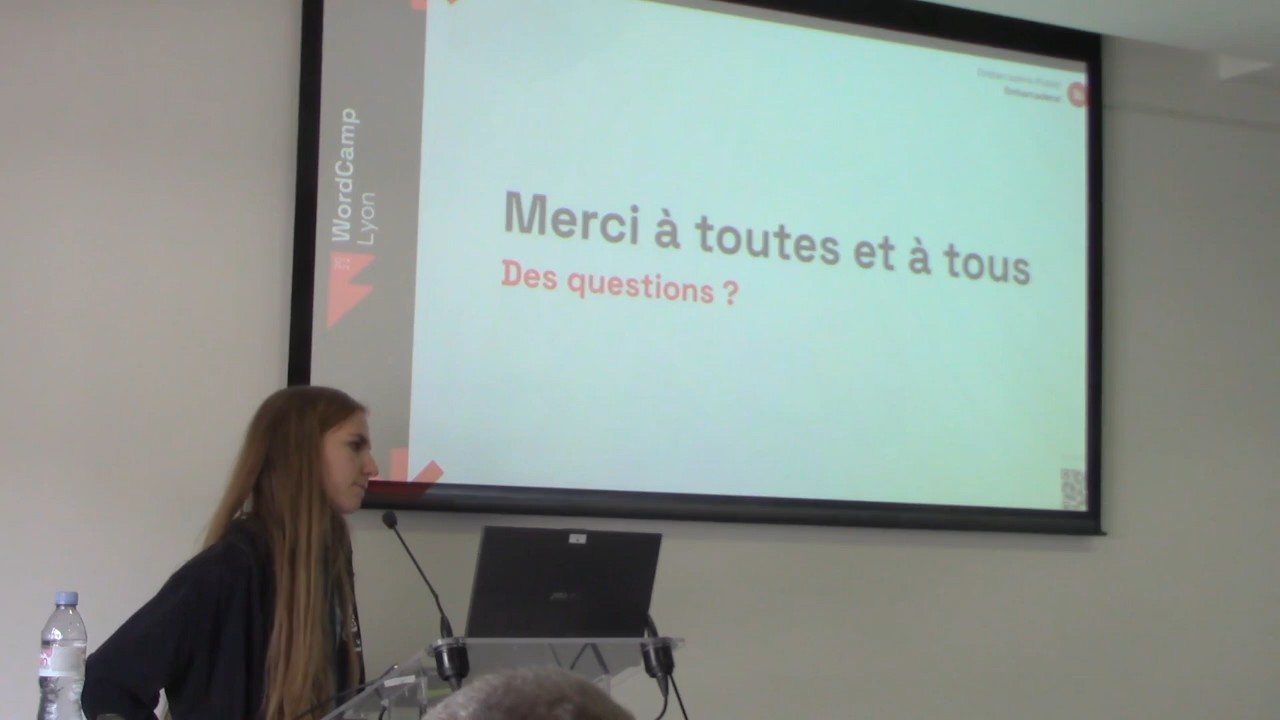 WordCamp
Lyon
Merci à toutes et à tous
Des questions ?